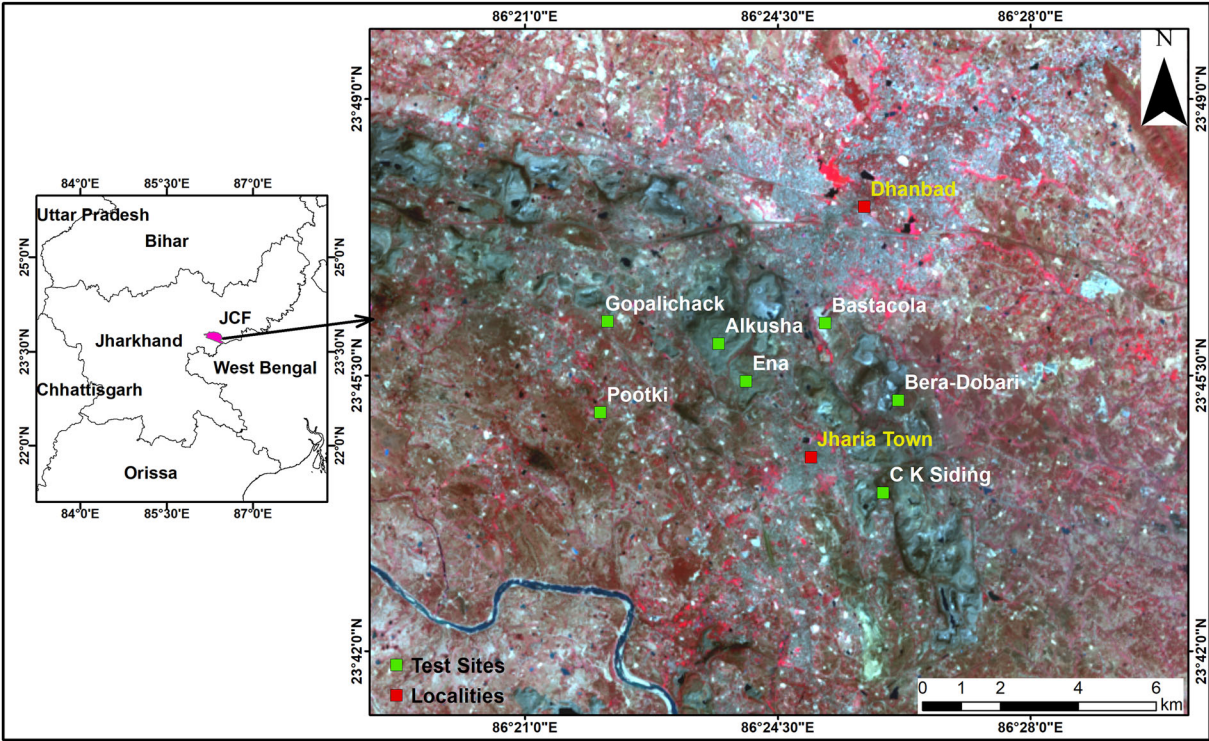 86°21'0"E 86°24'30"E 86°28'0"E
N
23°49'0"N 23°49'0"N
Dhanbad
84°0'E 85°30'E 87°0'E
Uttar Pradesh
Bihar
25°0'N 25°0'N
JCF
Jharkhand
23°30'N 23°30'N
West Bengal
Chhattisgarh
22°0'N 22°0'N
Orissa
84°0'E 85°30'E 87°0'E
Gopalichack
Bastacola
Alkusha
Ena
23°45'30"N 23°45'30"N
Bera-Dobari
Pootki
Jharia Town
C K Siding
23°42'0"N 23°42'0"N
Test Sites
Localities
0 1 2 4 6
km
86°21'0"E 86°24'30"E 86°28'0"E